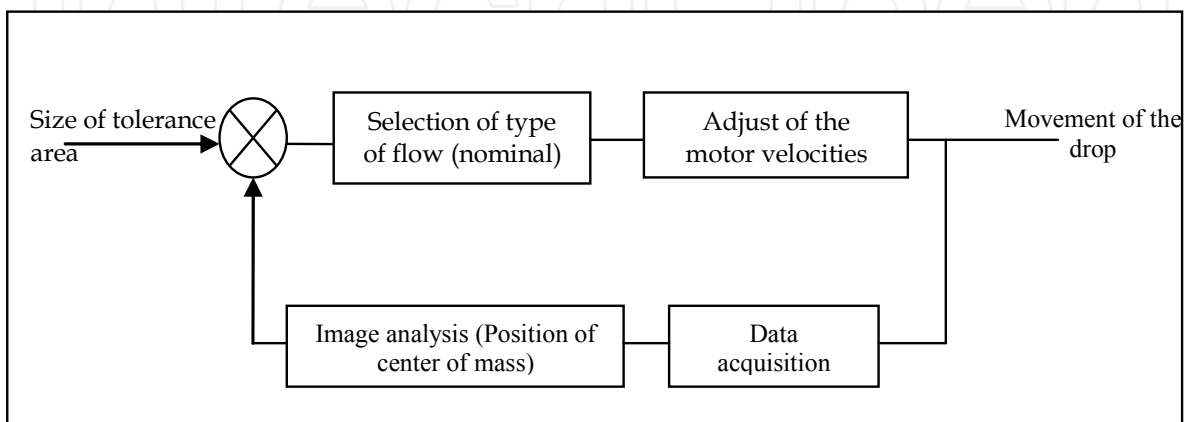 Size of tolerance
area
Selection of type
of flow (nominal)
Adjust of the
motor velocities
Movement of the
drop
Image analysis (Position of
center of mass)
Data
acquisition